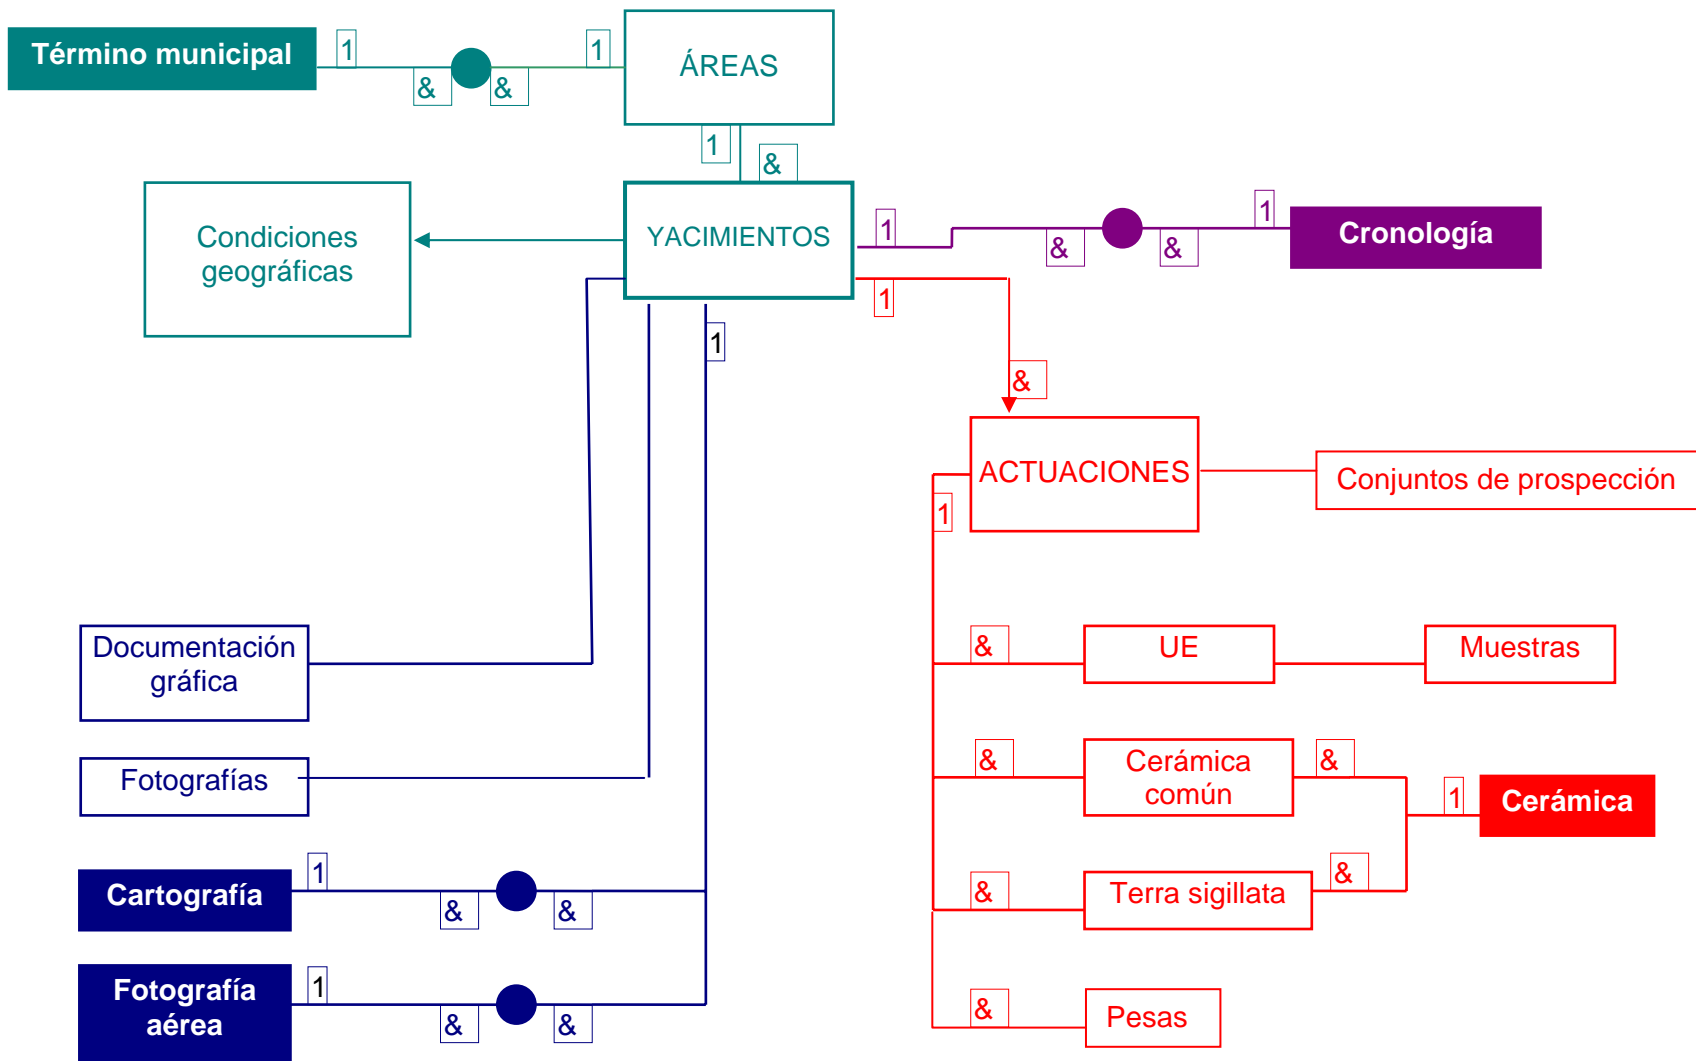 Término municipal
1
1
&
&
ÁREAS
1
&
Condiciones
geográficas
YACIMIENTOS
1
&
&
1
Cronología
1
1
&
ACTUACIONES
Conjuntos de prospección
1
Documentación
gráfica
&
UE
Muestras
Fotografías
&
Cerámica
común
&
1
Cerámica
Cartografía
1
&
&
&
Terra sigillata
&
Fotografía
aérea
1
&
&
&
Pesas